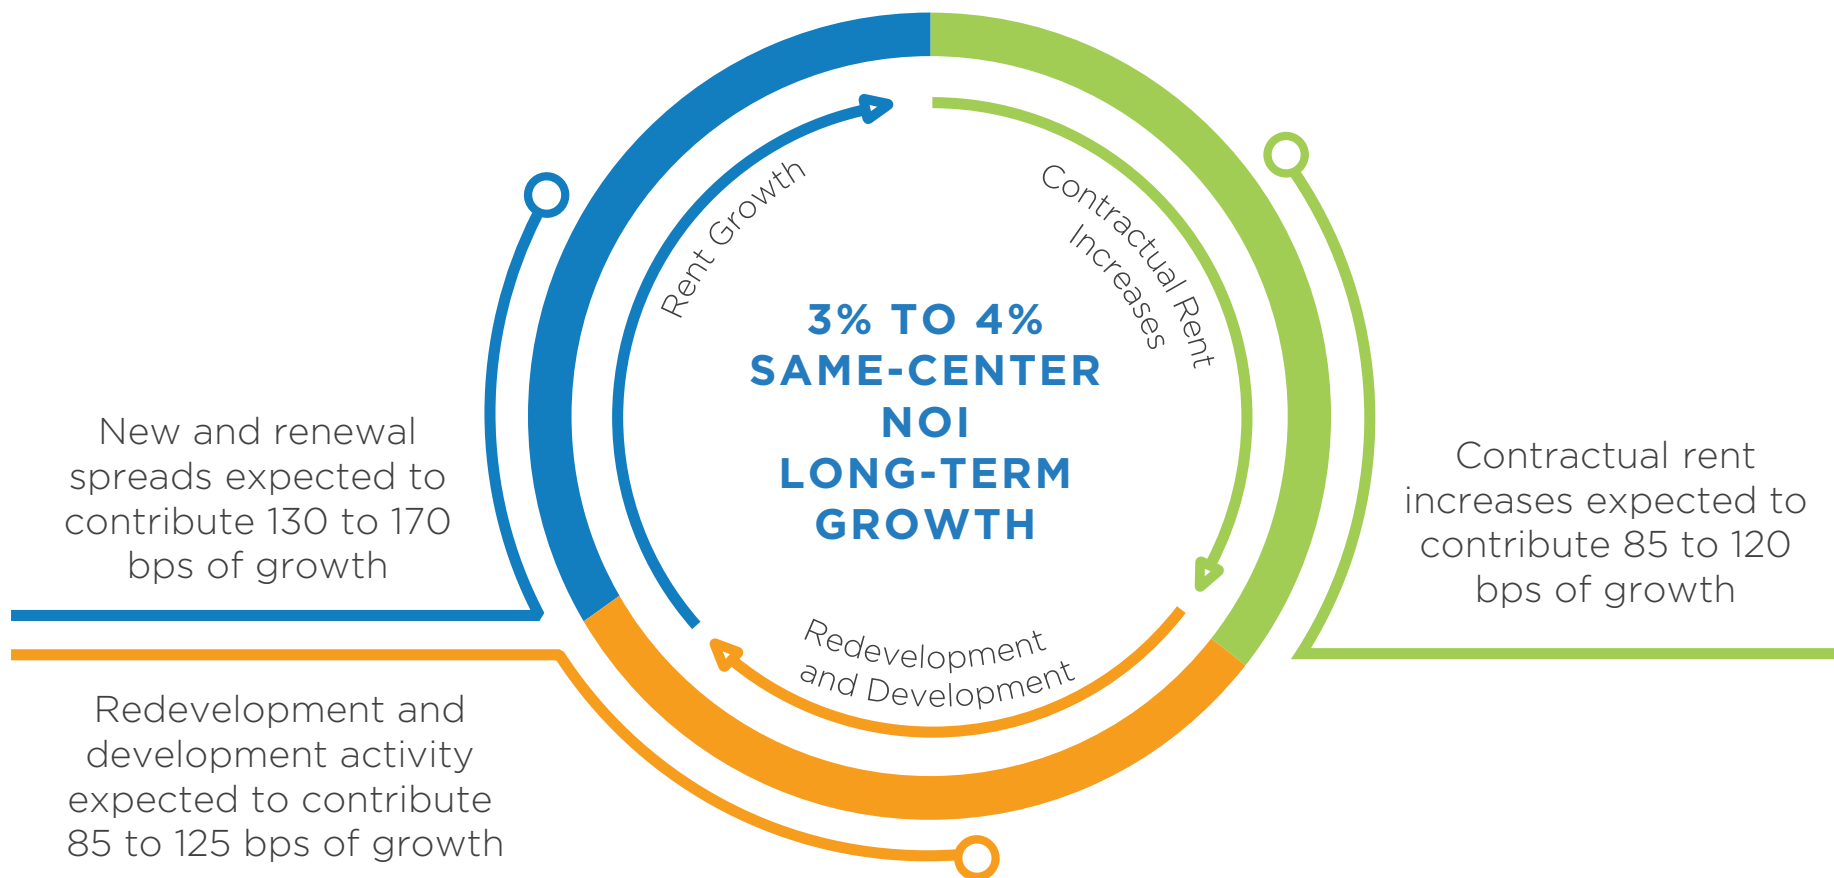 Rent Growth
Contractual Rent
Increases
3% TO 4%
SAME-CENTER
NOI
LONG-TERM
GROWTH
Redevelopment
and Development
New and renewal
spreads expected to
contribute 130 to 170
bps of growth
Contractual rent
increases expected to
contribute 85 to 120
bps of growth
Redevelopment and
development activity
expected to contribute
85 to 125 bps of growth